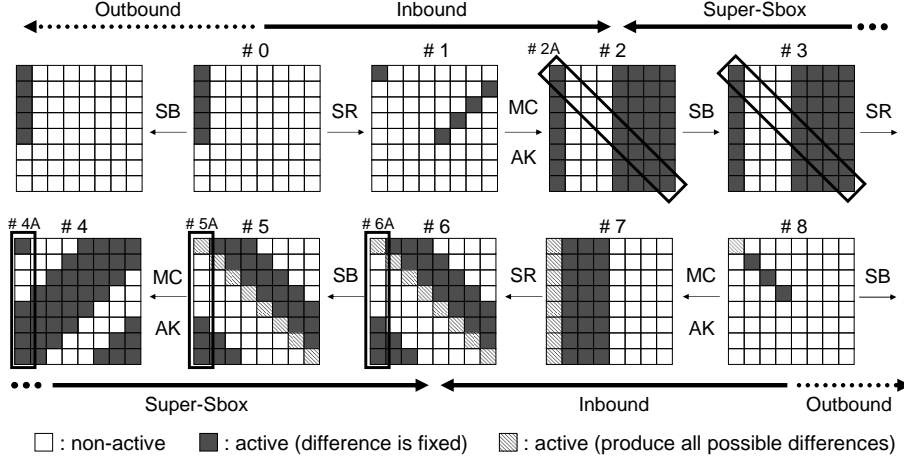 Outbound Inbound Super-Sbox
# 0 # 1 # 2A # 2 # 3
SB SR MC AK SB SR
# 4A # 4 # 5A # 5 # 6A # 6 # 7 # 8
MC AK SB SR MC AK SB
Super-Sbox Inbound Outbound
: non-active : active (difference is fixed) : active (produce all possible differences)